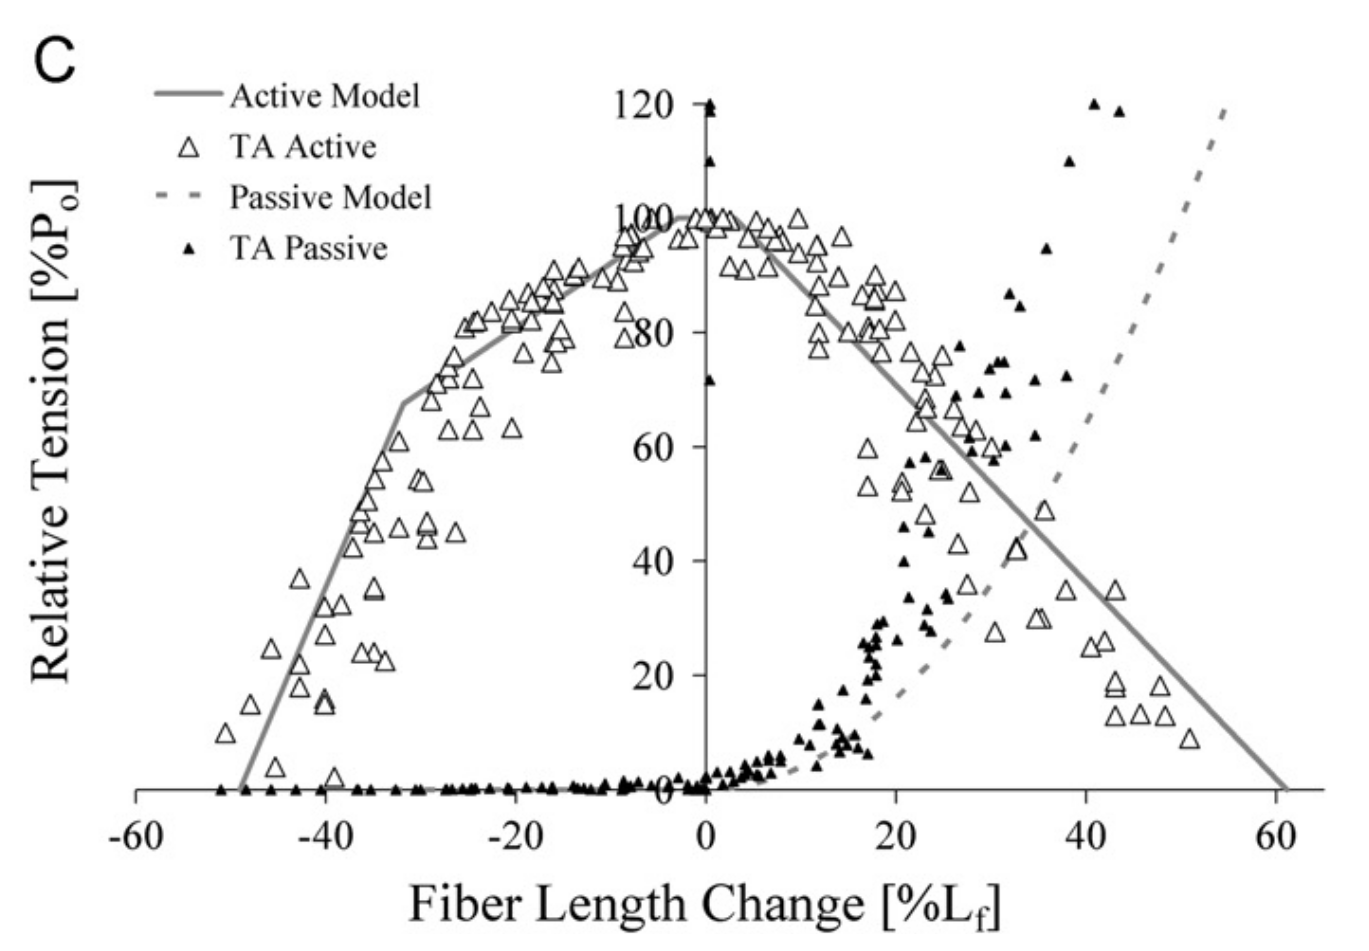 C
Active Model
TA Active
Passive Model
TA Passive
Relative Tension [%Po]
120
100
80
60
40
20
0
-60 -40 -20 0 20 40 60
Fiber Length Change [%Lf]